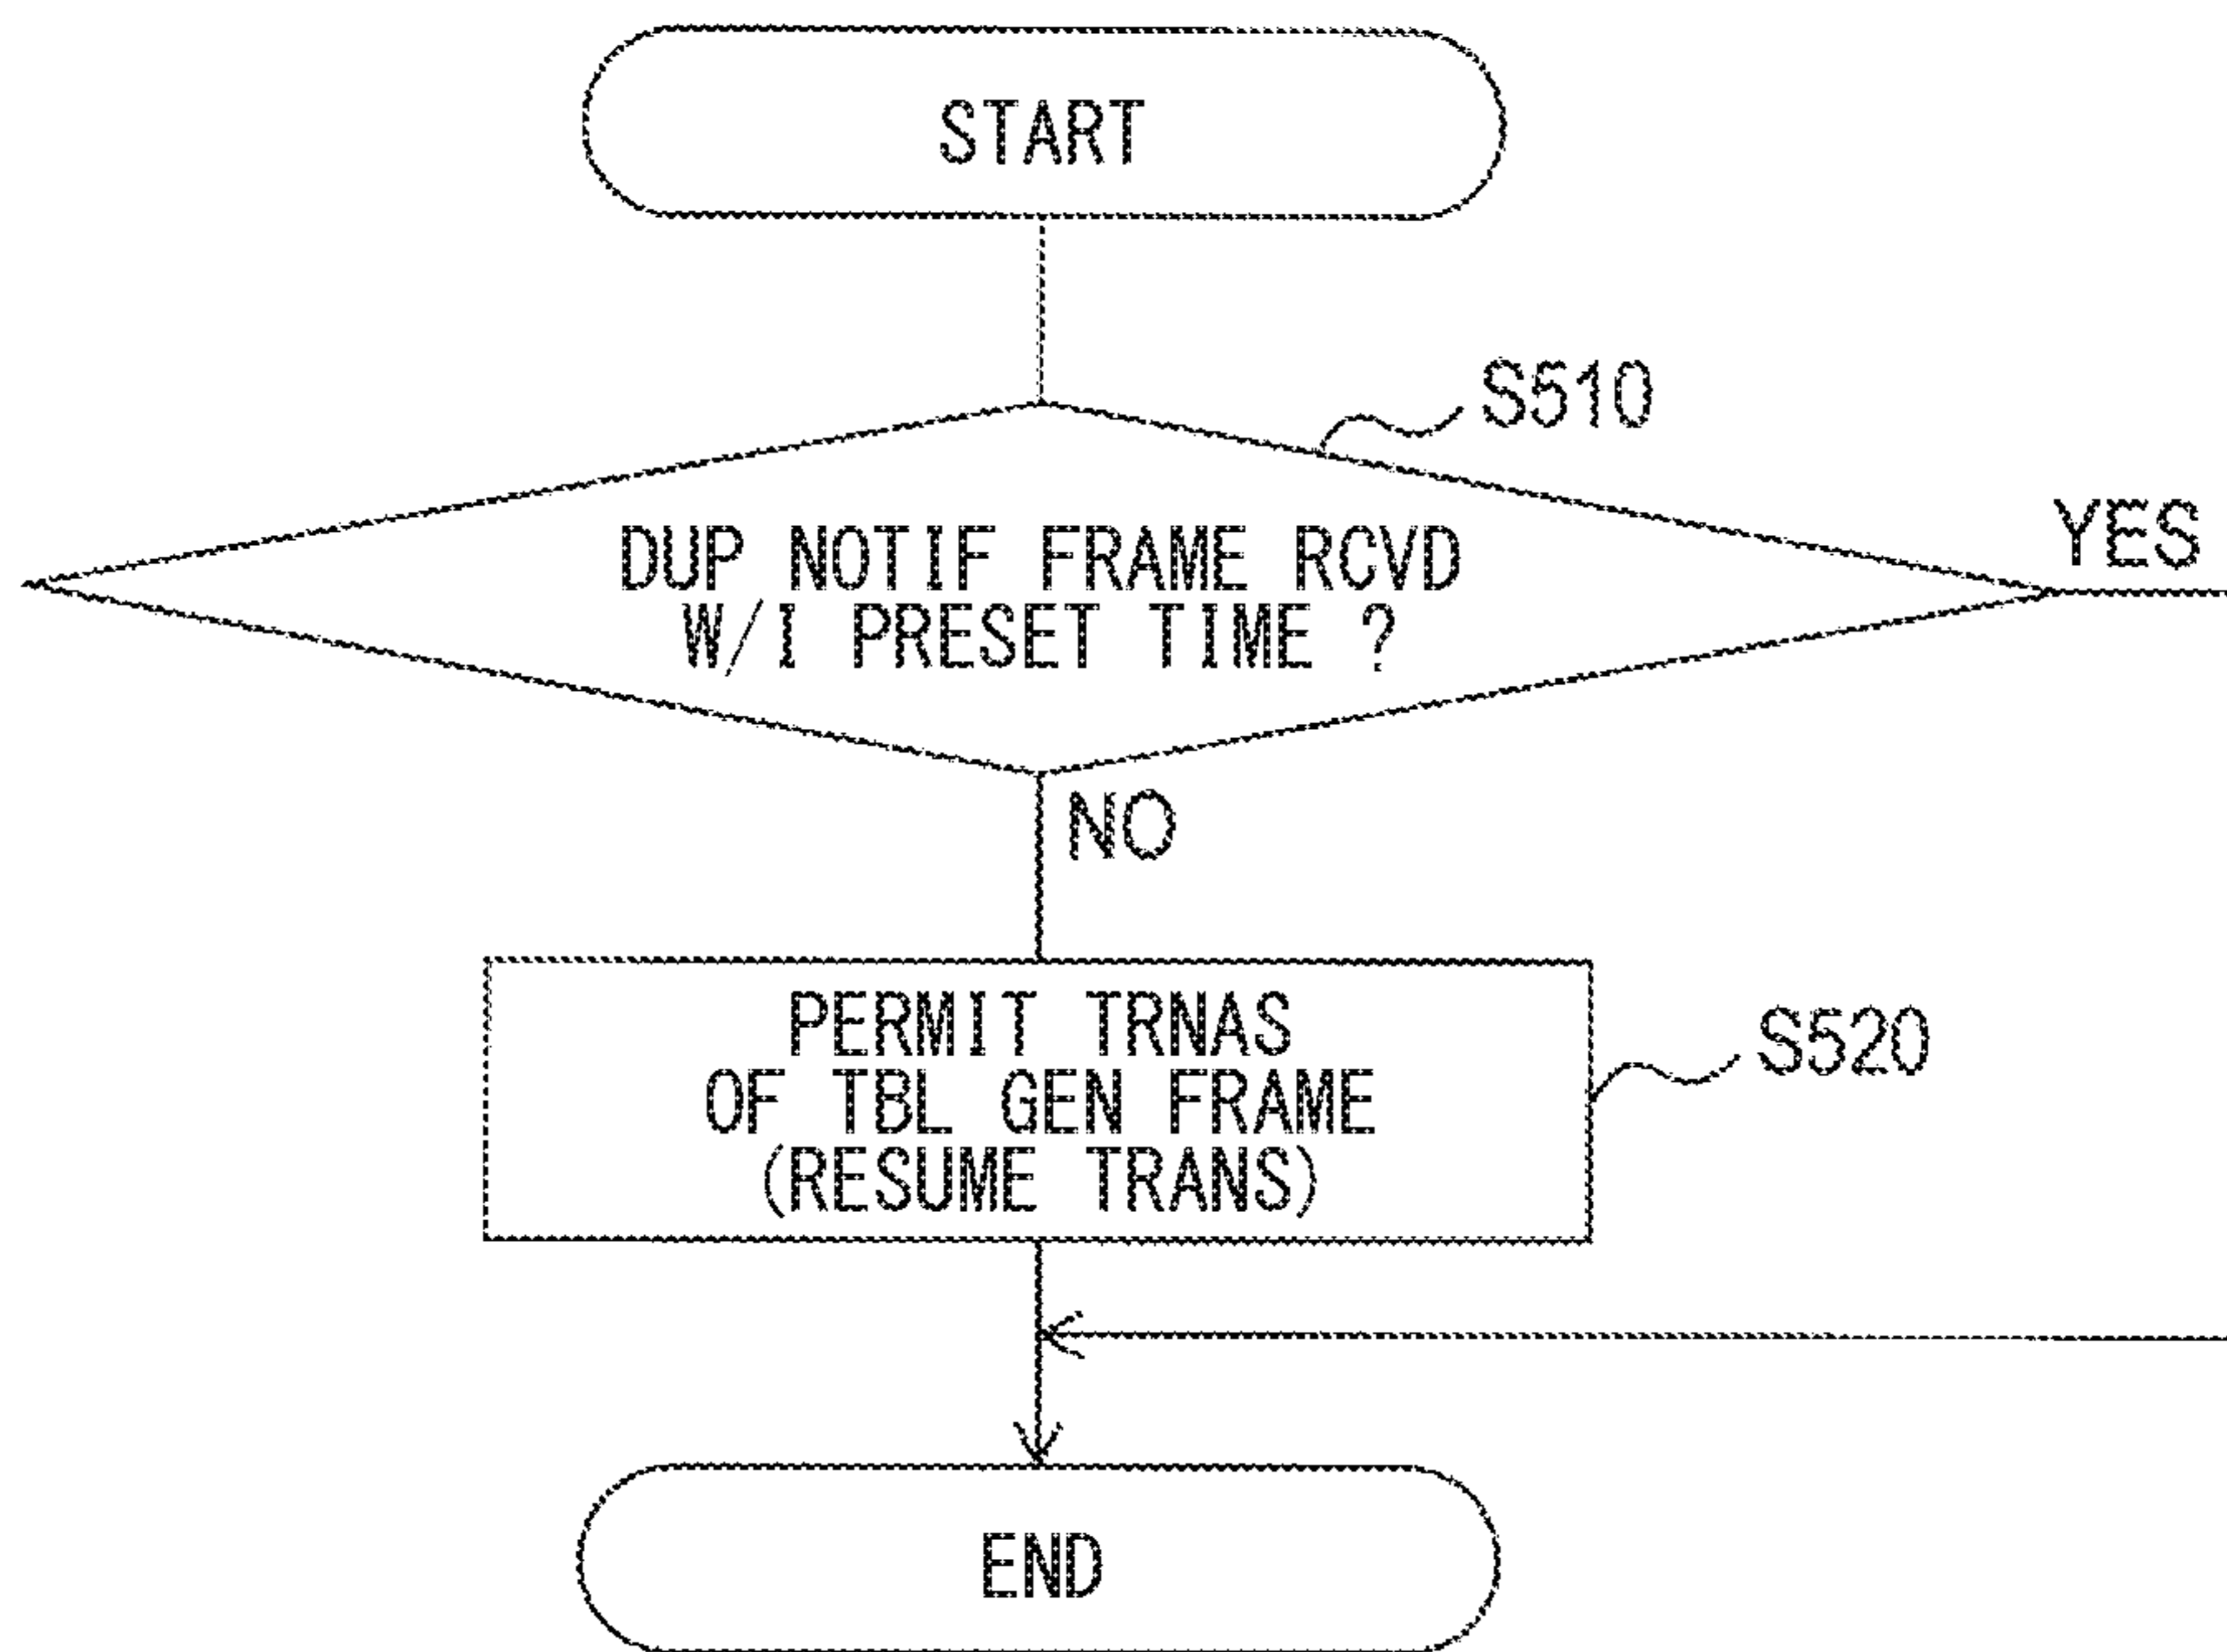 START
S510
DUP NOTIF FRAME RCVD
W/I PRESET TIME ?
YES
NO
PERMIT TRNAS
OF TBL GEN FRAME
(RESUME TRANS)
S520
END